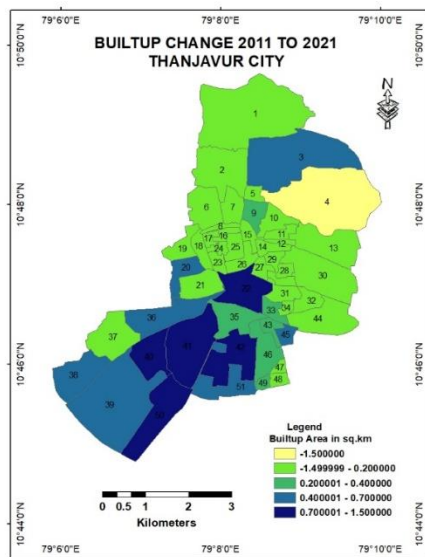 79°6'0"E 79°8'0"E 79°10'0"E
BUILTUP CHANGE 2011 TO 2021
THANJAVUR CITY
N
10°50'0"N 10°50'0"N
1
3
2
4
5
6 7 9 10
8
11
12
13
14
15
16
17
18
19
24 25
23 26 27
29
28
30
20
21
22
31
32
34
33
44
35
36
37
43
45
38
39
40
41
42
46
47
48
49
50
51
10°48'0"N 10°48'0"N
10°46'0"N 10°46'0"N
10°44'0"N 10°44'0"N
Legend
Builtup Area in sq.km
-1.500000
-1.499999 - 0.200000
0.200001 - 0.400000
0.400001 - 0.700000
0.700001 - 1.500000
0 0.5 1 2 3
Kilometers
79°6'0"E 79°8'0"E 79°10'0"E